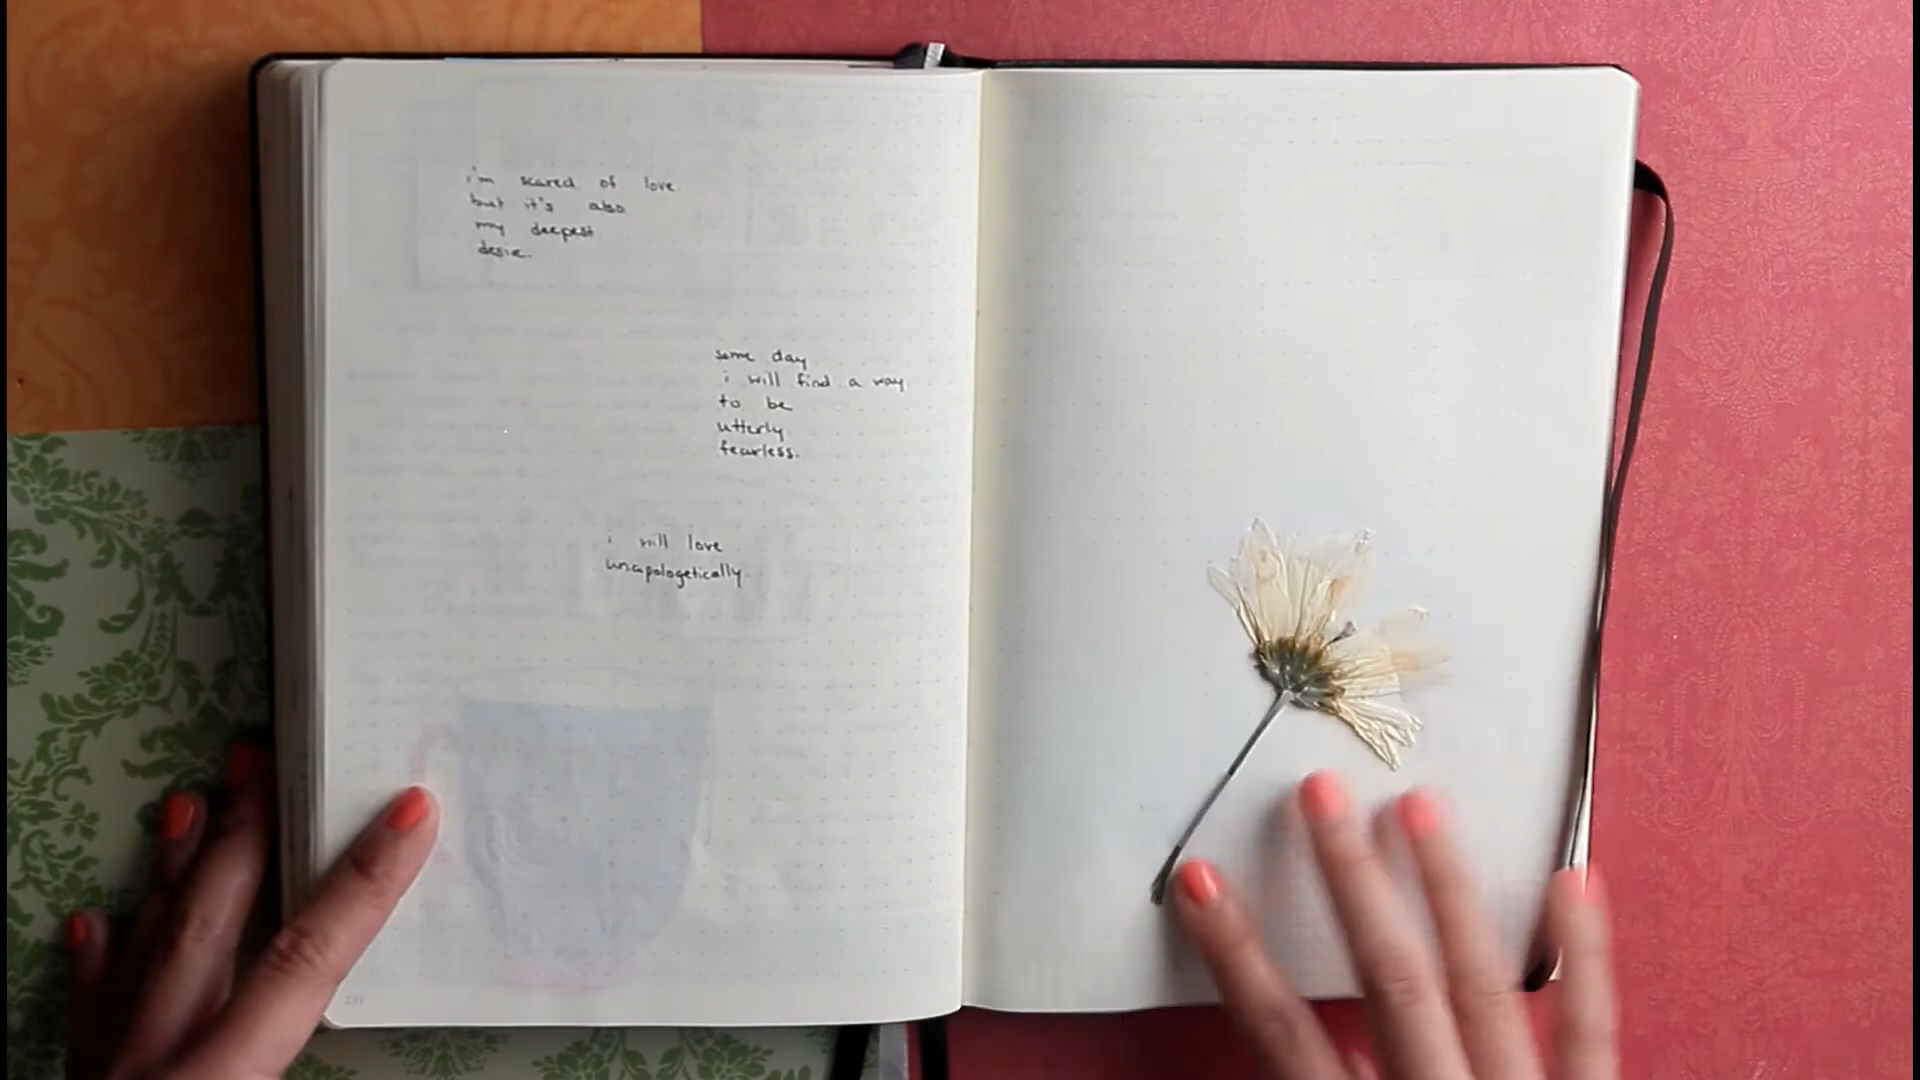 i'm scared of love.
but it's also
my deepest
desire.
some day
i will find a way
to be
utterly
fearless.
i will love
unapologetically.
231